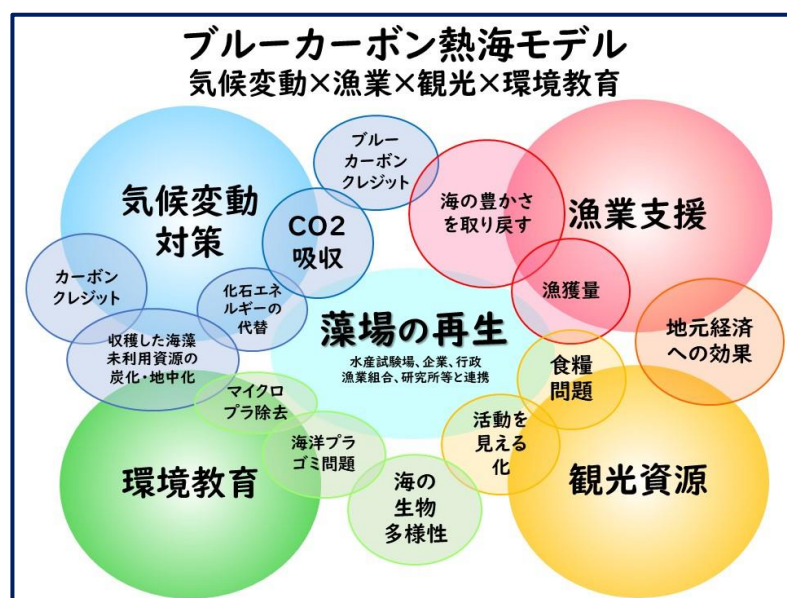 ブルーカーボン熱海モデル
気候変動×漁業×観光×環境教育
ブルー
カーボン
クレジット
気候変動
対策
CO2
吸収
海の豊かさ
を取り戻す
漁業支援
カーボン
クレジット
化石エネ
ルギーの
代替
漁獲量
収穫した海藻
未利用資源の
炭化・地中化
藻場の再生
水産試験場、企業、行政
漁業組合、研究所等と連携
地元経済
への効果
食糧
問題
マイクロ
プラ除去
海洋プラ
ゴミ問題
活動を
見える
化
環境教育
海の
生物
多様性
観光資源